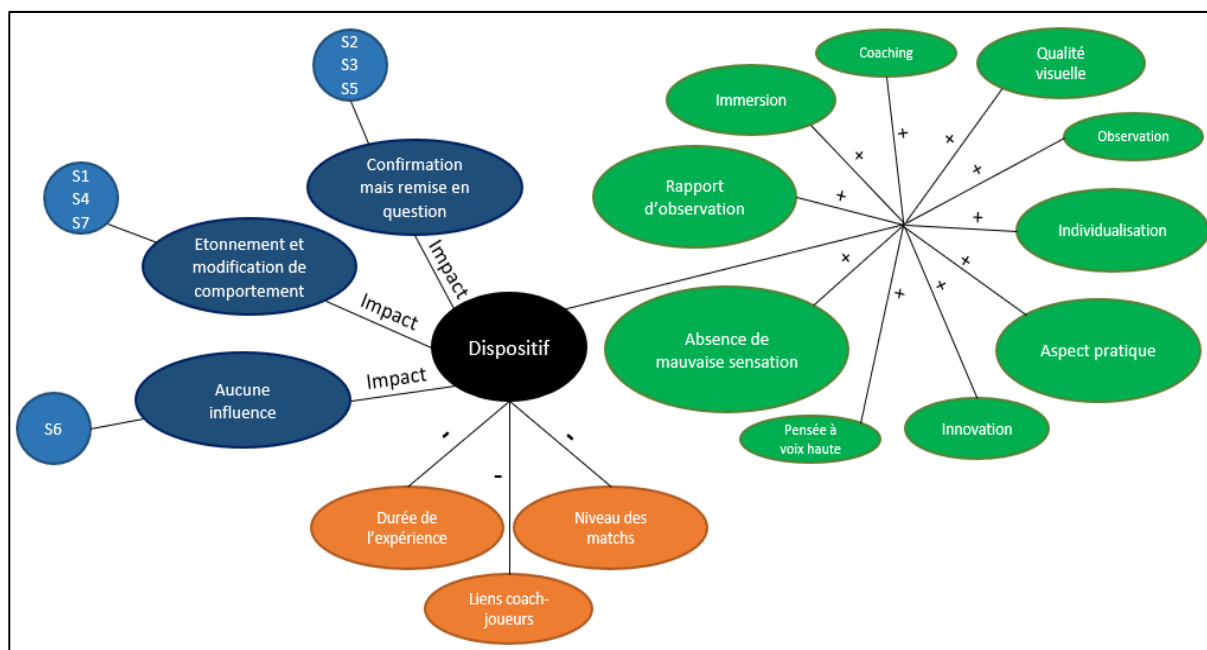 S2
S3
S5
Confirmation
mais remise en
question
S1
S4
S7
Etonnement et
modification de
comportement
Aucune
influence
S6
Impact
Impact
Impact
Dispositif
-
-
-
Durée de
l'expérience
Niveau des
matchs
Liens coach-
joueurs
Coaching
Qualité
visuelle
Immersion
Observation
Rapport
d'observation
Individualisation
Absence de
mauvaise sensation
Aspect pratique
Pensée à
voix haute
Innovation
+
+
+
+
+
+
+
+
+
+